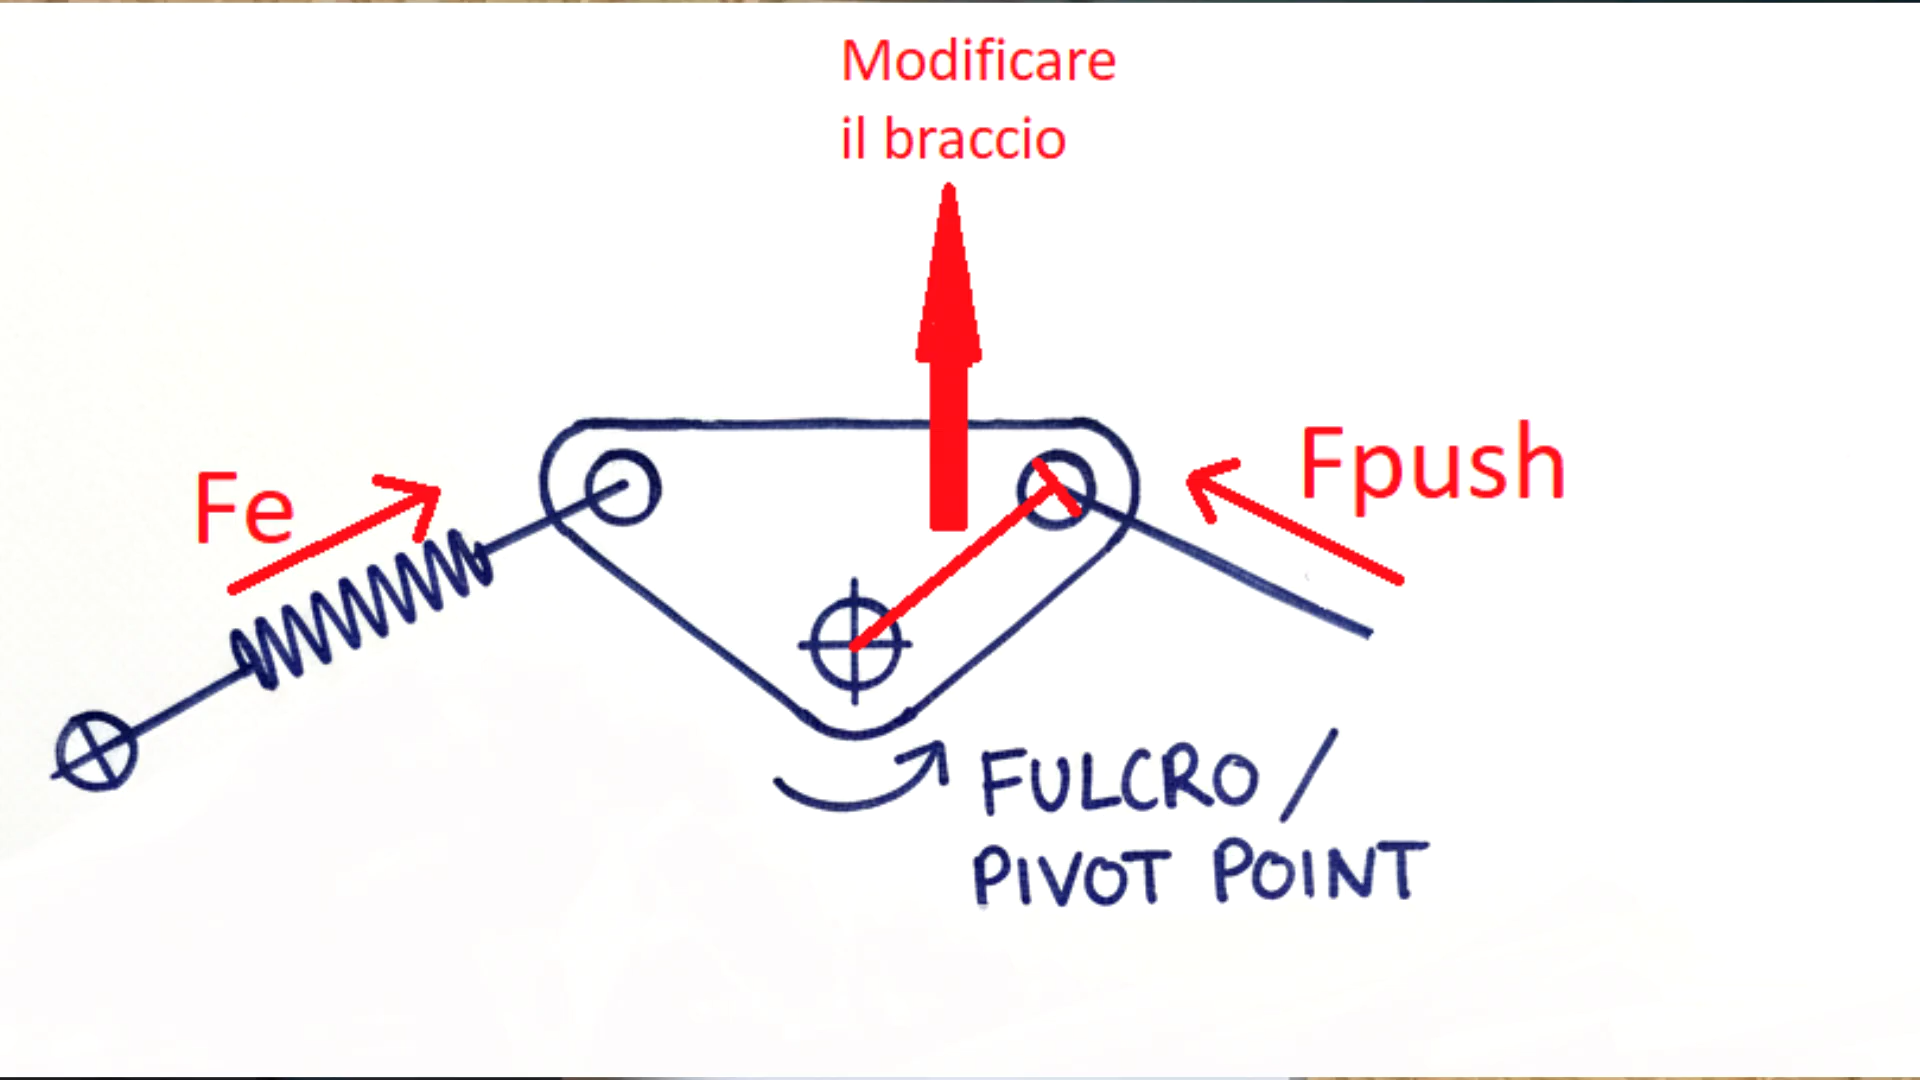 Modificare
il braccio
Fe
Fpush
FULCRO /
PIVOT POINT